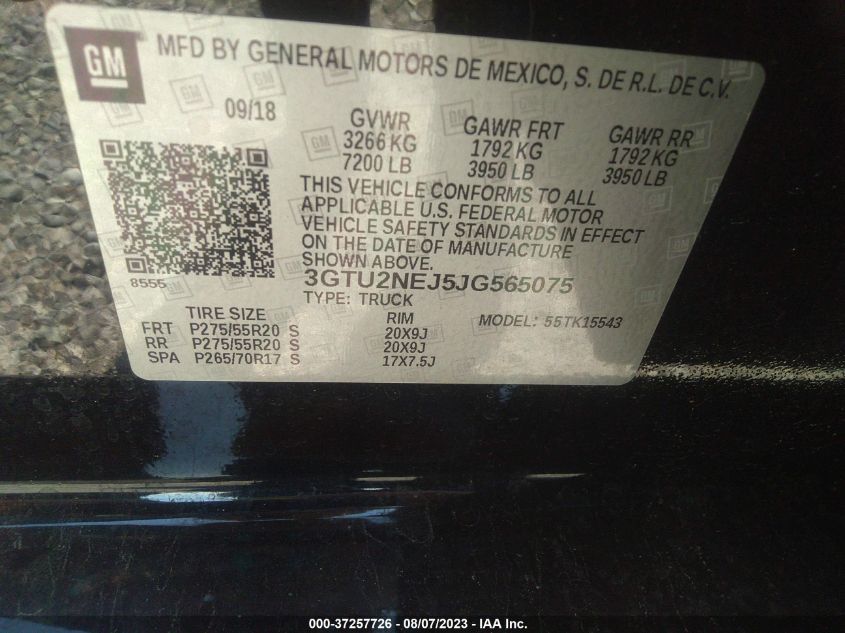 GM
MFD BY GENERAL MOTORS DE MEXICO, S. DE R.L. DE C.V.
09/18
GVWR GAWR FRT GAWR RR
3266 KG 1792 KG 1792 KG
7200 LB 3950 LB 3950 LB
THIS VEHICLE CONFORMS TO ALL
APPLICABLE U.S. FEDERAL MOTOR
VEHICLE SAFETY STANDARDS IN EFFECT
ON THE DATE OF MANUFACTURE
SHOWN ABOVE.
8555
3GTU2NEJ5JG565075
TYPE: TRUCK
TIRE SIZE RIM MODEL: 55TK15543
FRT P275/55R20 S 20X9J
RR P275/55R20 S 20X9J
SPA P265/70R17 S 17X7.5J
000-37257726 - 08/07/2023 - IAA Inc.